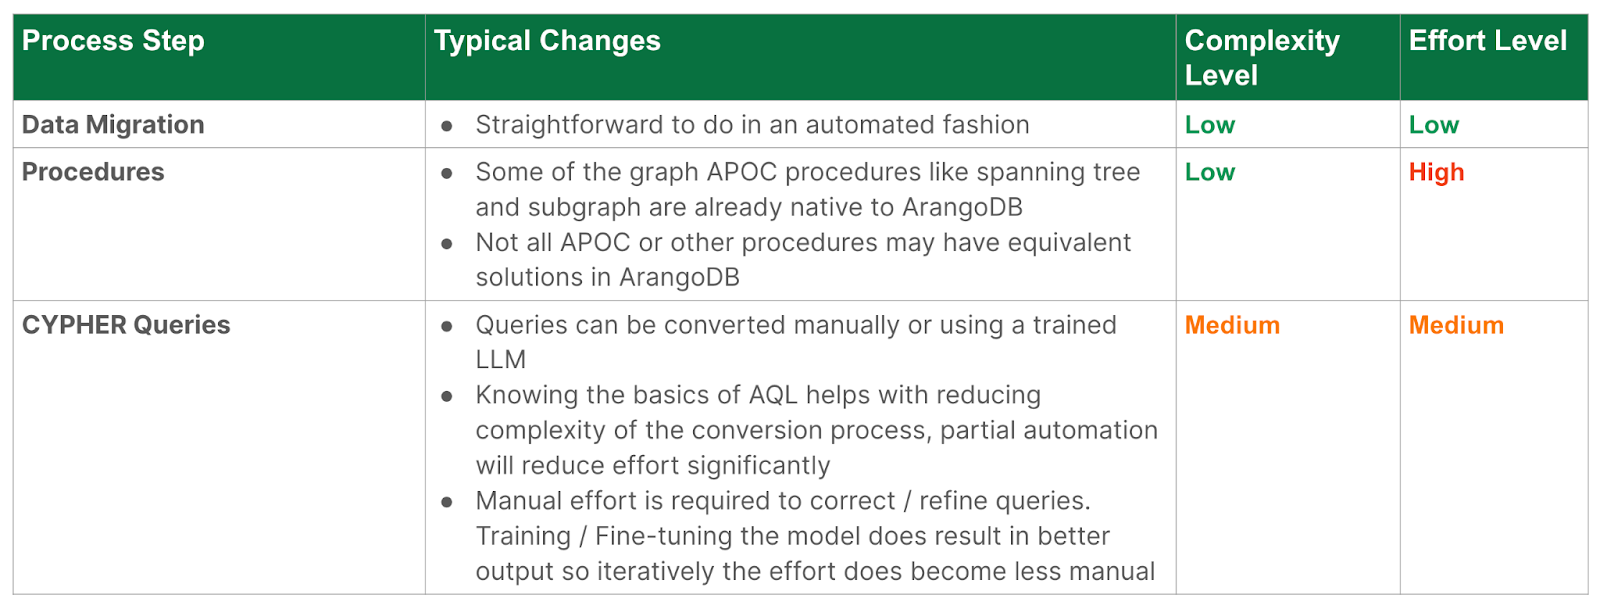 Process Step
Typical Changes
Complexity
Level
Effort Level
Data Migration
● Straightforward to do in an automated fashion
Low
Low
Procedures
● Some of the graph APOC procedures like spanning tree
and subgraph are already native to ArangoDB
● Not all APOC or other procedures may have equivalent
solutions in ArangoDB
Low
High
CYPHER Queries
● Queries can be converted manually or using a trained
LLM
● Knowing the basics of AQL helps with reducing
complexity of the conversion process, partial automation
will reduce effort significantly
● Manual effort is required to correct / refine queries.
Training / Fine-tuning the model does result in better
output so iteratively the effort does become less manual
Medium
Medium